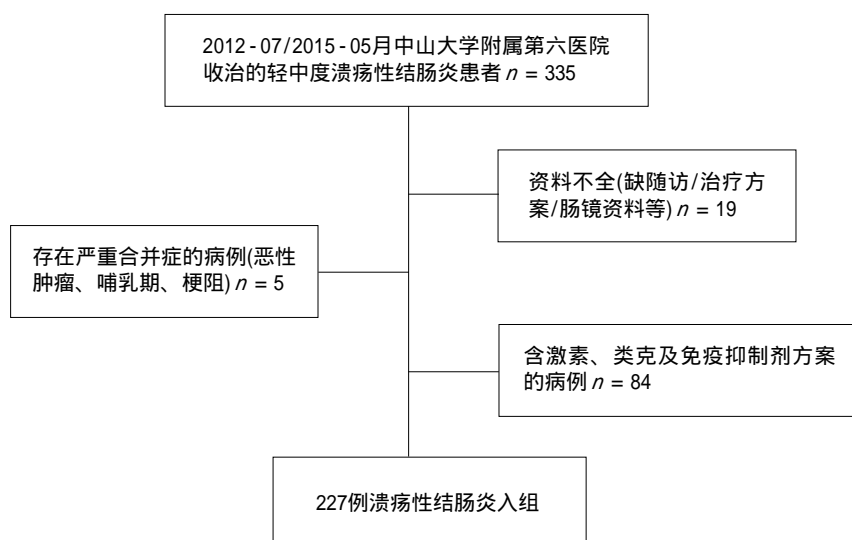 2012-07/2015-05月中山大学附属第六医院
收治的轻中度溃疡性结肠炎患者n = 335
资料不全(缺随访/治疗方
案/肠镜资料等)n = 19
存在严重合并症的病例(恶性
肿瘤、哺乳期、梗阻)n = 5
含激素、类克及免疫抑制剂方案
的病例n = 84
227例溃疡性结肠炎入组